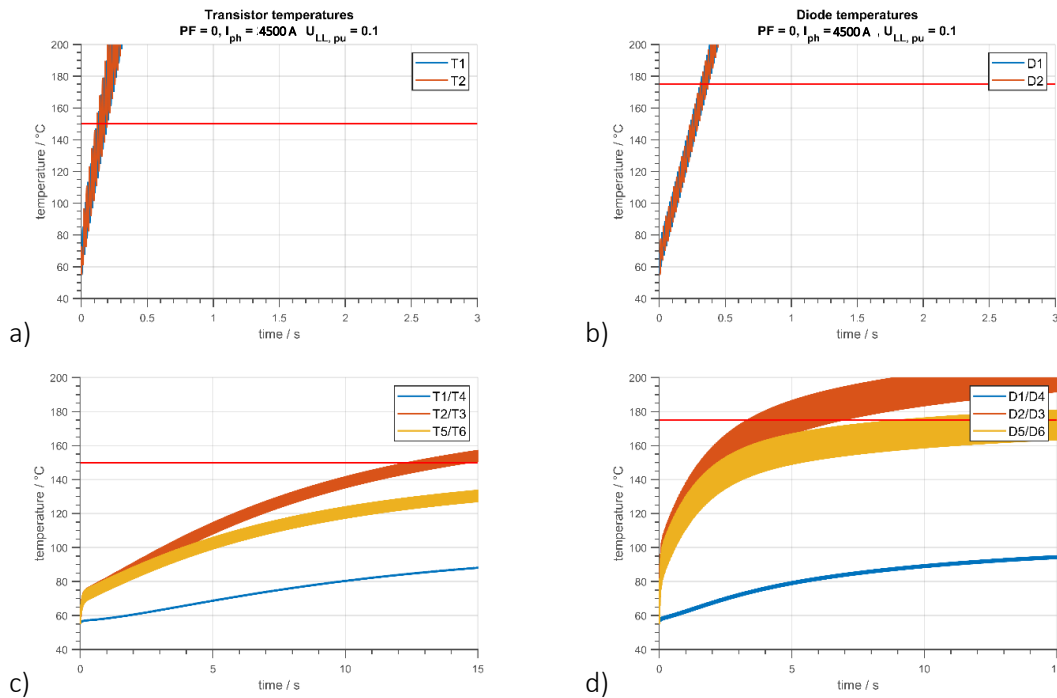 Transistor temperatures
PF = 0, I_ph = 4500 A U_LL, pu = 0.1
200
180
160
140
120
100
80
60
40
temperature / °C
T1
T2
0
0.5
1
1.5
2
2.5
3
time / s
a)
Diode temperatures
PF = 0, I_ph = 4500 A , U_LL, pu = 0.1
200
180
160
140
120
100
80
60
40
temperature / °C
D1
D2
0
0.5
1
1.5
2
2.5
3
time / s
b)
200
180
160
140
120
100
80
60
40
temperature / °C
T1/T4
T2/T3
T5/T6
0
5
10
15
time / s
c)
200
180
160
140
120
100
80
60
40
temperature / °C
D1/D4
D2/D3
D5/D6
0
5
10
time / s
d)